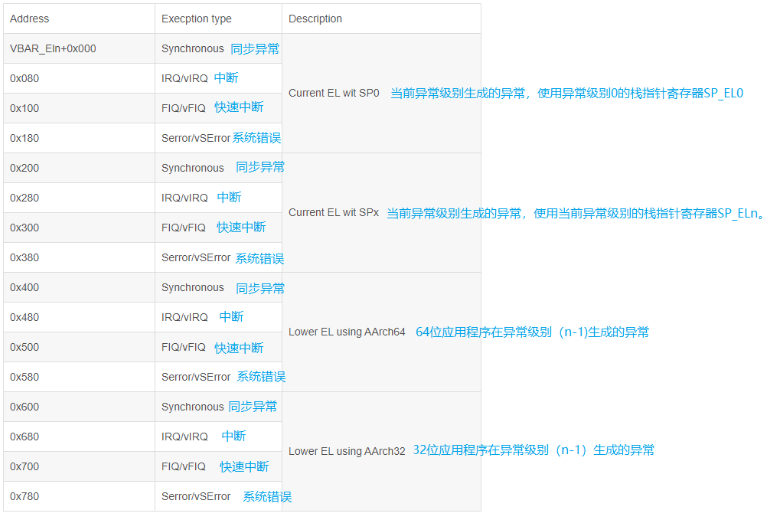 Address Execption type Description
VBAR_Eln+0x000 Synchronous 同步异常
0x080 IRQ/vIRQ 中断
Current EL wit SP0 当前异常级别生成的异常，使用异常级别0的栈指针寄存器SP_EL0
0x100 FIQ/vFIQ 快速中断
0x180 Serror/vSError 系统错误
0x200 Synchronous 同步异常
0x280 IRQ/vIRQ 中断
Current EL wit SPx 当前异常级别生成的异常，使用当前异常级别的栈指针寄存器SP_ELn。
0x300 FIQ/vFIQ 快速中断
0x380 Serror/vSError 系统错误
0x400 Synchronous 同步异常
0x480 IRQ/vIRQ 中断
Lower EL using AArch64 64位应用程序在异常级别（n-1)生成的异常
0x500 FIQ/vFIQ 快速中断
0x580 Serror/vSError 系统错误
0x600 Synchronous 同步异常
0x680 IRQ/vIRQ 中断
Lower EL using AArch32 32位应用程序在异常级别（n-1）生成的异常
0x700 FIQ/vFIQ 快速中断
0x780 Serror/vSError 系统错误